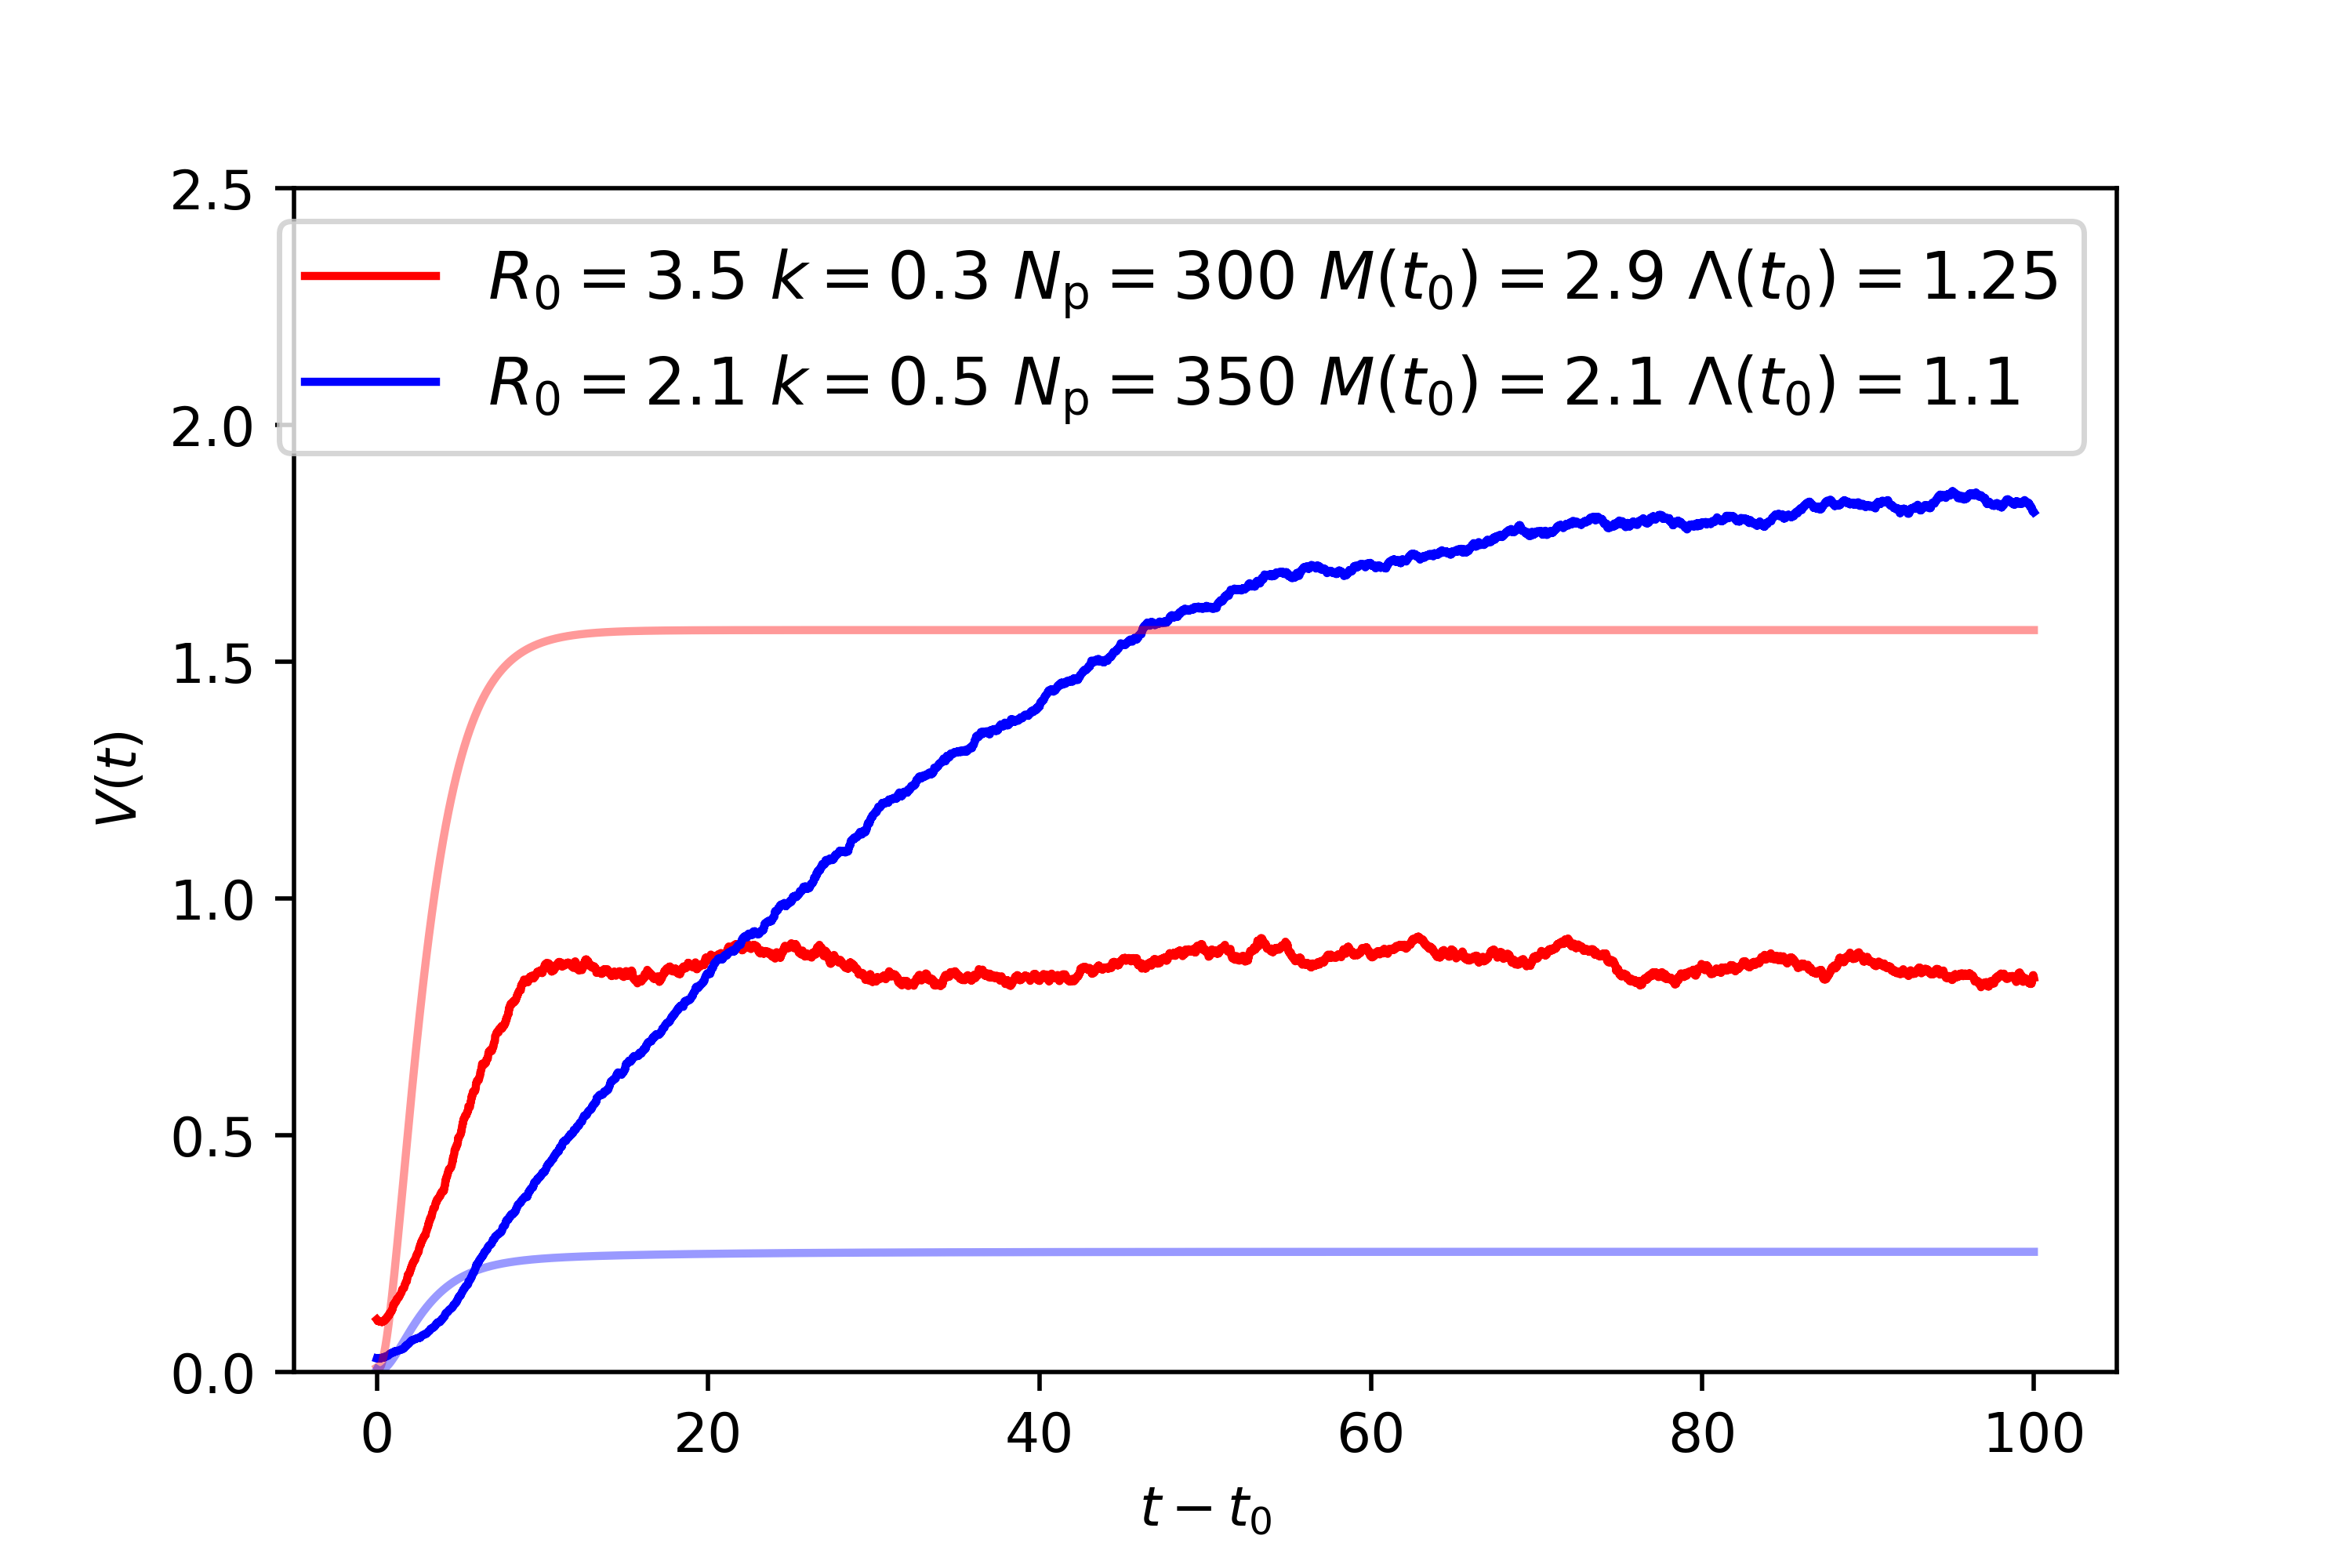 2.5
R₀ = 3.5 k = 0.3 Nₚ = 300 M(t₀) = 2.9 Λ(t₀) = 1.25
R₀ = 2.1 k = 0.5 Nₚ = 350 M(t₀) = 2.1 Λ(t₀) = 1.1
2.0
1.5
V(t)
1.0
0.5
0.0
0 20 40 60 80 100
t − t₀